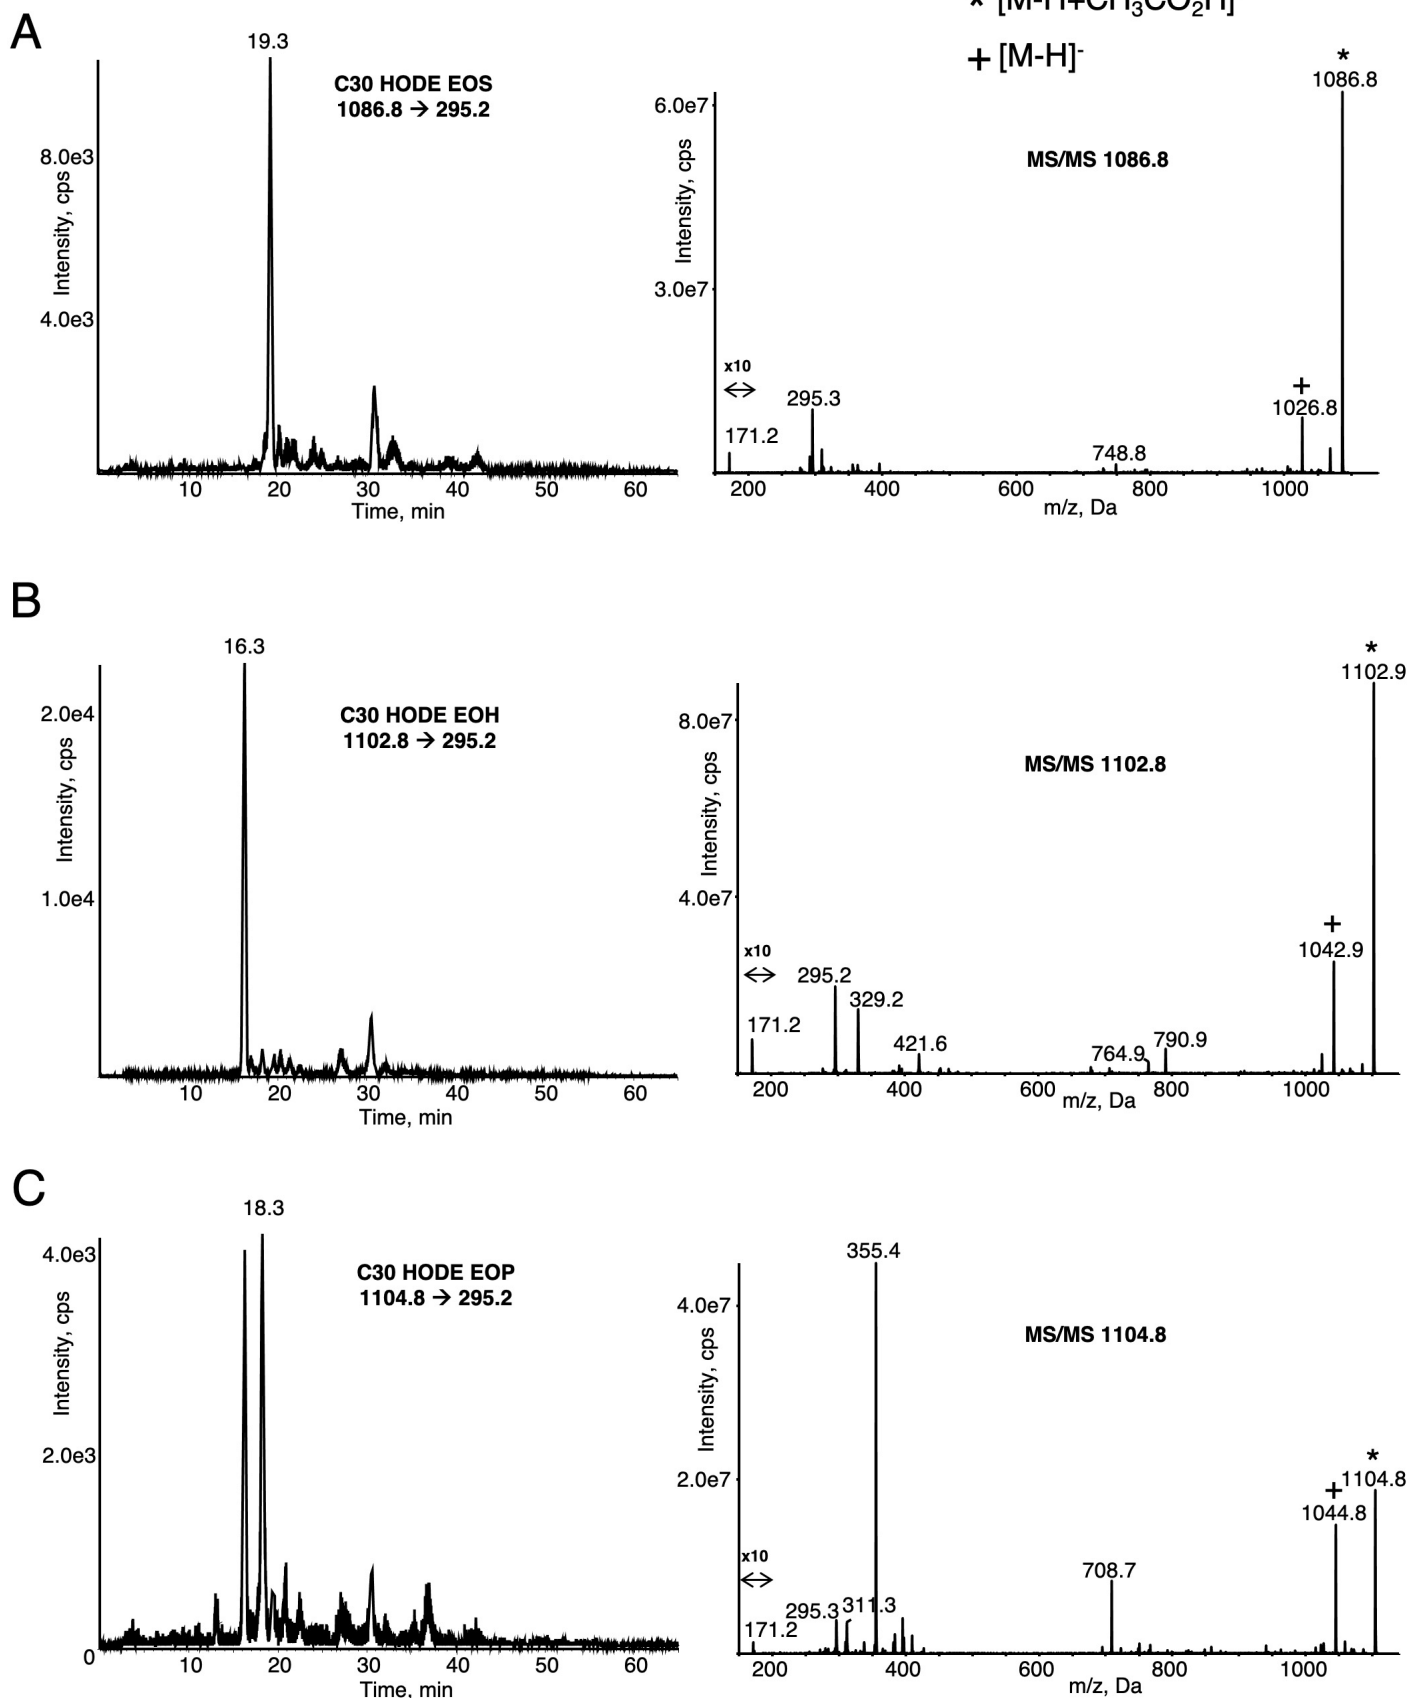 * [M-H+CH₃CO₂H]⁻
+ [M-H]⁻
A
19.3
C30 HODE EOS
1086.8 → 295.2
8.0e3
4.0e3
Intensity, cps
10 20 30 40 50 60
Time, min
*
1086.8
6.0e7
3.0e7
Intensity, cps
MS/MS 1086.8
x10
171.2
295.3
748.8
+
1026.8
200 400 600 800 1000
m/z, Da
B
16.3
C30 HODE EOH
1102.8 → 295.2
2.0e4
1.0e4
Intensity, cps
10 20 30 40 50 60
Time, min
*
1102.9
8.0e7
4.0e7
Intensity, cps
MS/MS 1102.8
x10
171.2
295.2
329.2
421.6
764.9
790.9
+
1042.9
200 400 600 800 1000
m/z, Da
C
18.3
C30 HODE EOP
1104.8 → 295.2
4.0e3
2.0e3
0
Intensity, cps
10 20 30 40 50 60
Time, min
355.4
4.0e7
2.0e7
Intensity, cps
MS/MS 1104.8
x10
171.2
295.3
311.3
708.7
+
1044.8
*
1104.8
200 400 600 800 1000
m/z, Da